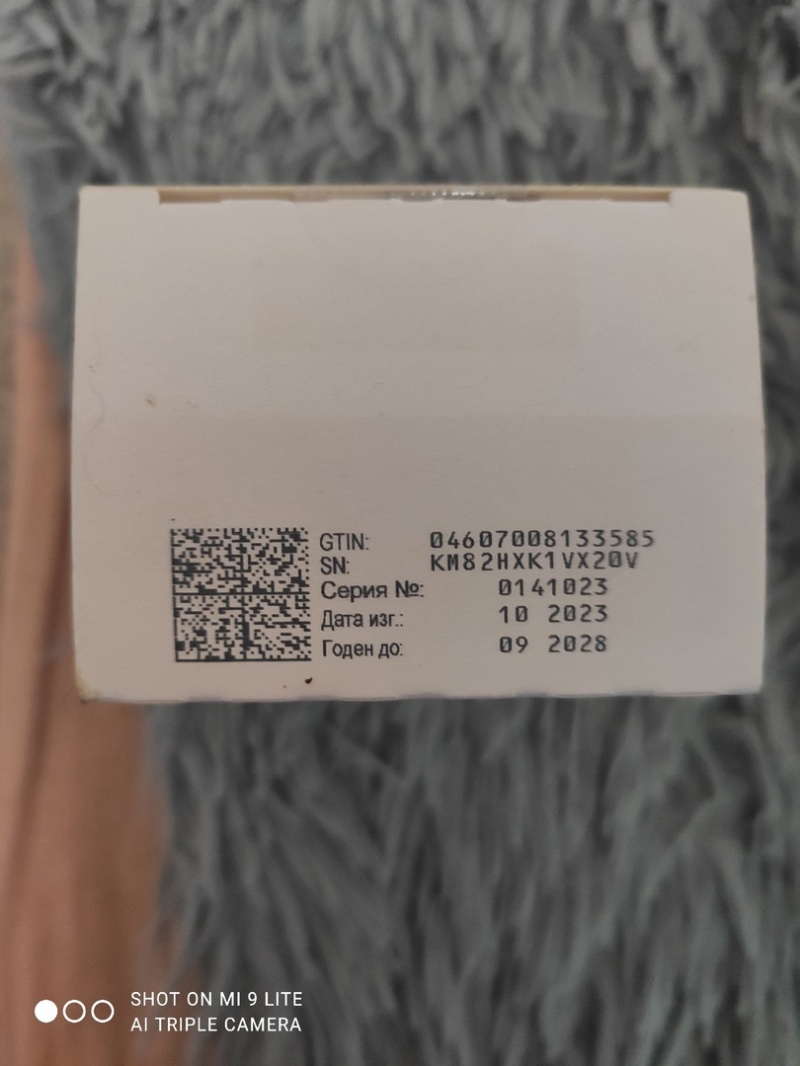 GTIN: 04607008133585
SN: KM82HXK1VX20V
Серия №: 0141023
Дата изг.: 10 2023
Годен до: 09 2028
SHOT ON MI 9 LITE
AI TRIPLE CAMERA